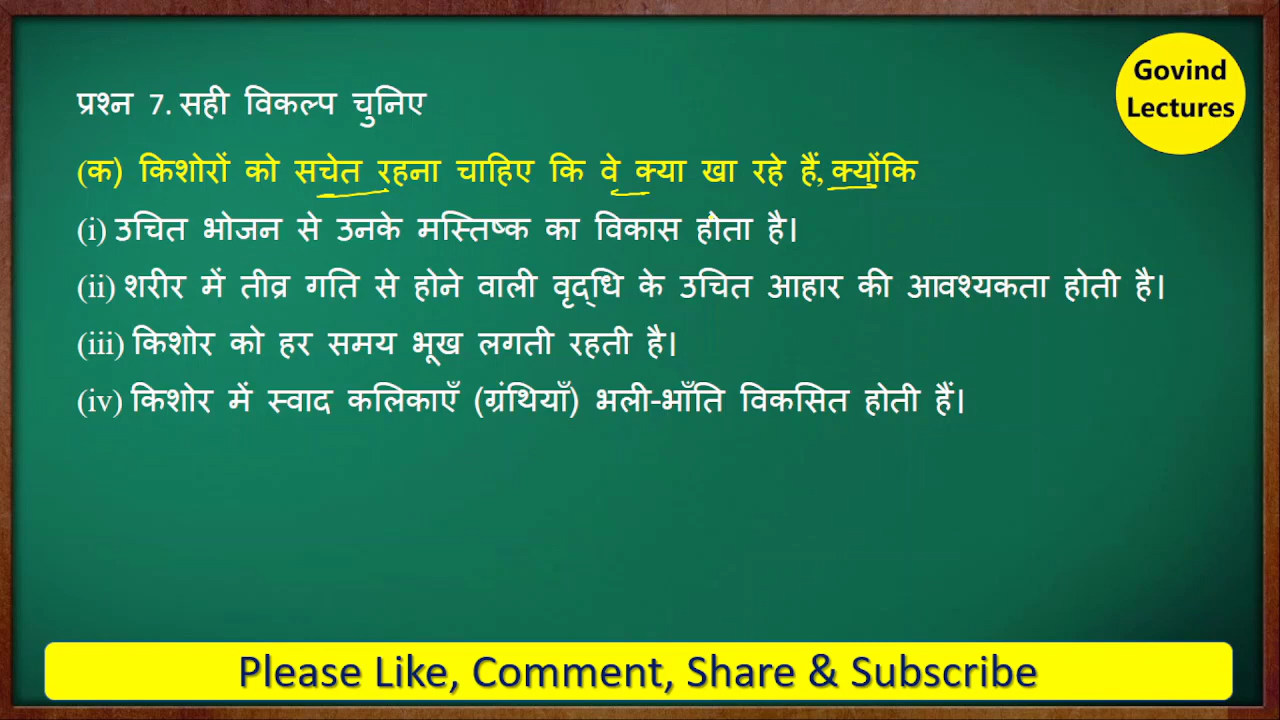 Govind
Lectures
प्रश्न 7. सही विकल्प चुनिए
(क) किशोरों को सचेत रहना चाहिए कि वे क्या खा रहे हैं, क्योंकि
(i) उचित भोजन से उनके मस्तिष्क का विकास होता है।
(ii) शरीर में तीव्र गति से होने वाली वृद्धि के उचित आहार की आवश्यकता होती है।
(iii) किशोर को हर समय भूख लगती रहती है।
(iv) किशोर में स्वाद कलिकाएँ (ग्रंथियाँ) भली-भाँति विकसित होती हैं।
Please Like, Comment, Share & Subscribe